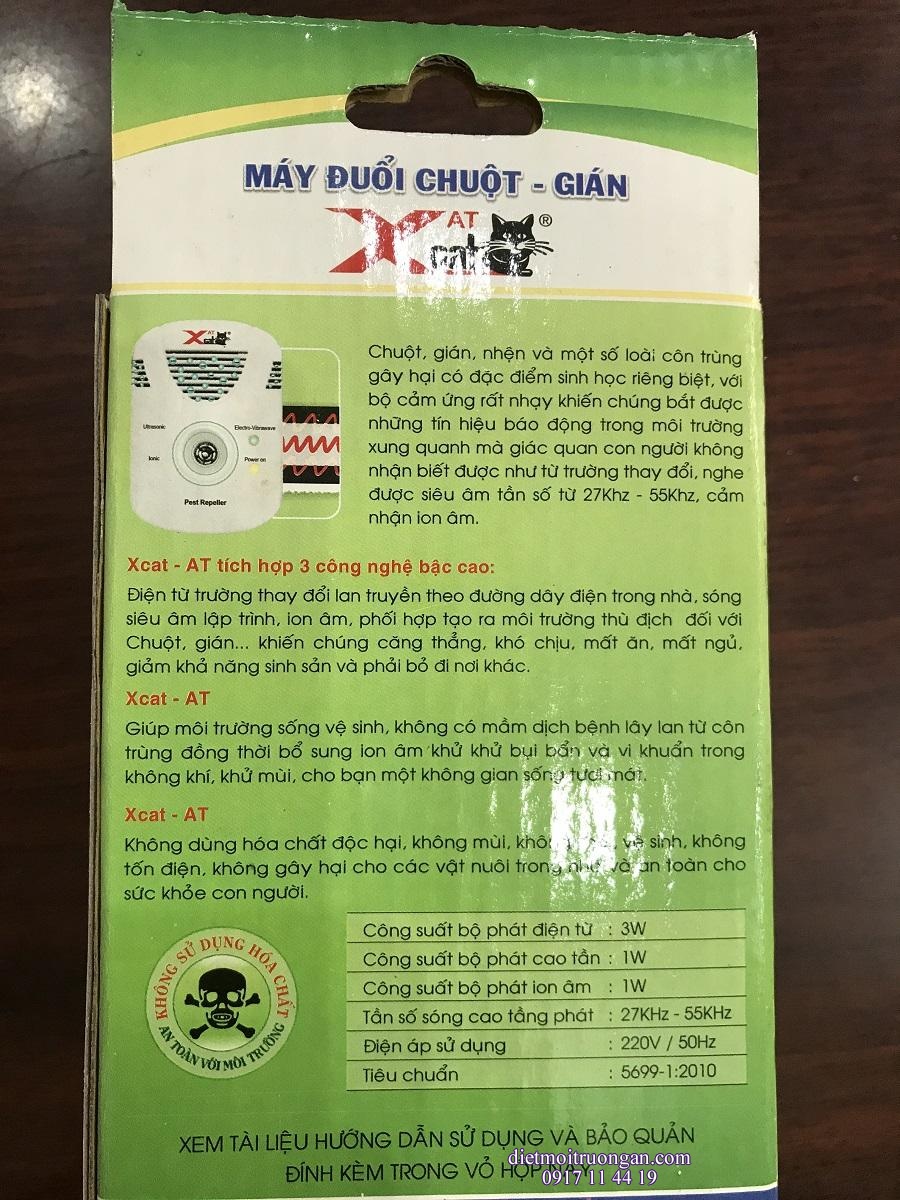 MÁY ĐUỔI CHUỘT - GIÁN
X AT cat ®
XAT cat ®
Ultrasonic
Electro-Vibrawave
Ionic
Power on
Pest Repeller
Chuột, gián, nhện và một số loài côn trùng
gây hại có đặc điểm sinh học riêng biệt, với
bộ cảm ứng rất nhạy khiến chúng bắt được
những tín hiệu báo động trong môi trường
xung quanh mà giác quan con người không
nhận biết được như từ trường thay đổi, nghe
được siêu âm tần số từ 27Khz - 55Khz, cảm
nhận ion âm.
Xcat - AT tích hợp 3 công nghệ bậc cao:
Điện từ trường thay đổi lan truyền theo đường dây điện trong nhà, sóng
siêu âm lập trình, ion âm, phối hợp tạo ra môi trường thù địch đối với
Chuột, gián... khiến chúng căng thẳng, khó chịu, mất ăn, mất ngủ,
giảm khả năng sinh sản và phải bỏ đi nơi khác.
Xcat - AT
Giúp môi trường sống vệ sinh, không có mầm dịch bệnh lây lan từ côn
trùng đồng thời bổ sung ion âm khử khử bụi bẩn và vi khuẩn trong
không khí, khử mùi, cho bạn một không gian sống tươi mát.
Xcat - AT
Không dùng hóa chất độc hại, không mùi, vệ sinh, không
tốn điện, không gây hại cho các vật nuôi trong nhà và an toàn cho
sức khỏe con người.
KHÔNG SỬ DỤNG HÓA CHẤT
AN TOÀN VỚI MÔI TRƯỜNG
Công suất bộ phát điện từ : 3W
Công suất bộ phát cao tần : 1W
Công suất bộ phát ion âm : 1W
Tần số sóng cao tầng phát : 27KHz - 55KHz
Điện áp sử dụng : 220V / 50Hz
Tiêu chuẩn : 5699-1:2010
XEM TÀI LIỆU HƯỚNG DẪN SỬ DỤNG VÀ BẢO QUẢN
ĐÍNH KÈM TRONG VỎ HỘP NÀY
dietmoitruongan.com
0917 11 44 19